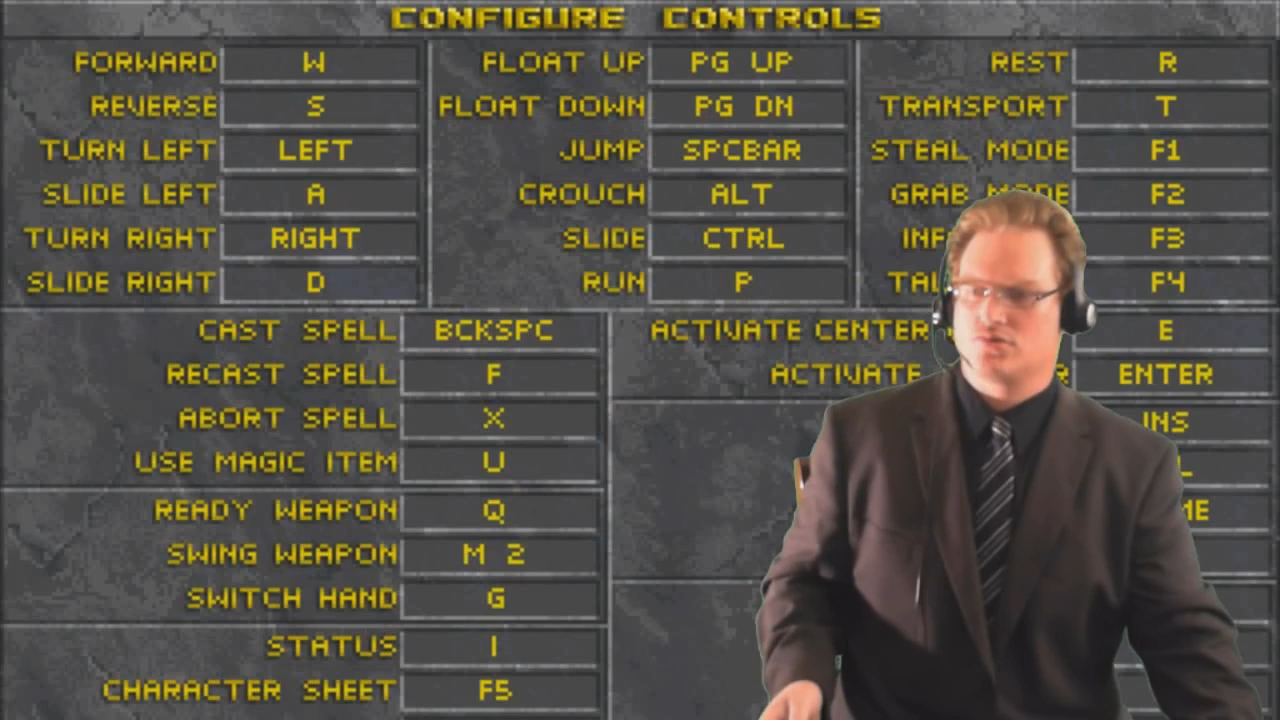 CONFIGURE CONTROLS
FORWARD W
REVERSE S
TURN LEFT LEFT
SLIDE LEFT A
TURN RIGHT RIGHT
SLIDE RIGHT D
FLOAT UP PG UP
FLOAT DOWN PG DN
JUMP SPCBAR
CROUCH ALT
SLIDE CTRL
RUN P
REST R
TRANSPORT T
STEAL MODE F1
GRAB MODE F2
F3
F4
CAST SPELL BCKSPC
RECAST SPELL F
ABORT SPELL X
USE MAGIC ITEM U
READY WEAPON Q
SWING WEAPON M 2
SWITCH HAND G
STATUS I
CHARACTER SHEET F5
ACTIVATE CENTER E
ACTIVATE ENTER
INS